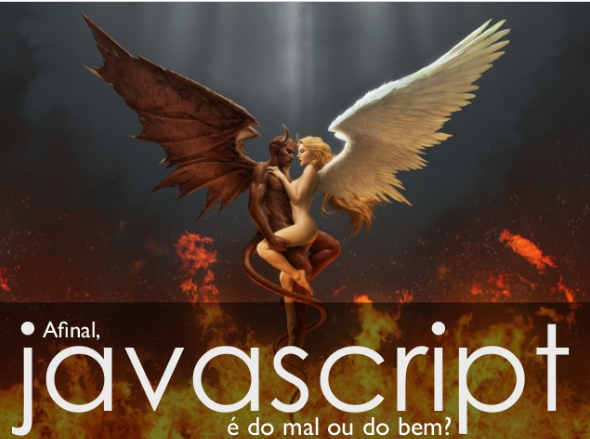 Afinal,
javascript
é do mal ou do bem?